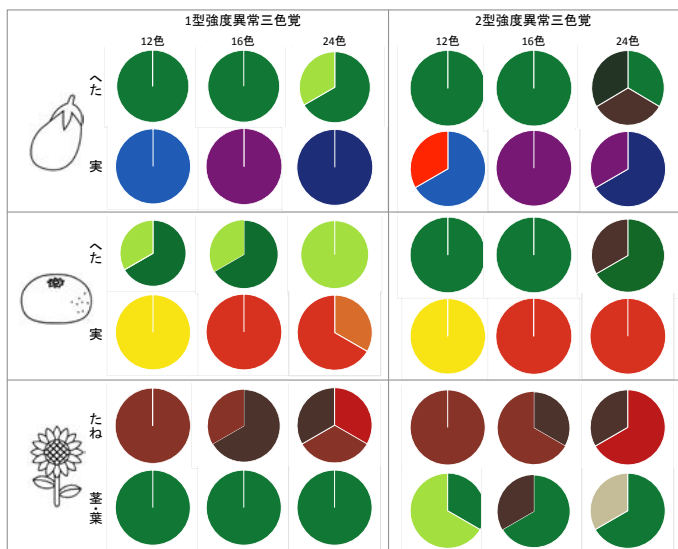 1型強度異常三色覚 2型強度異常三色覚
12色 16色 24色 12色 16色 24色
へた
実
へた
実
たね
茎・葉